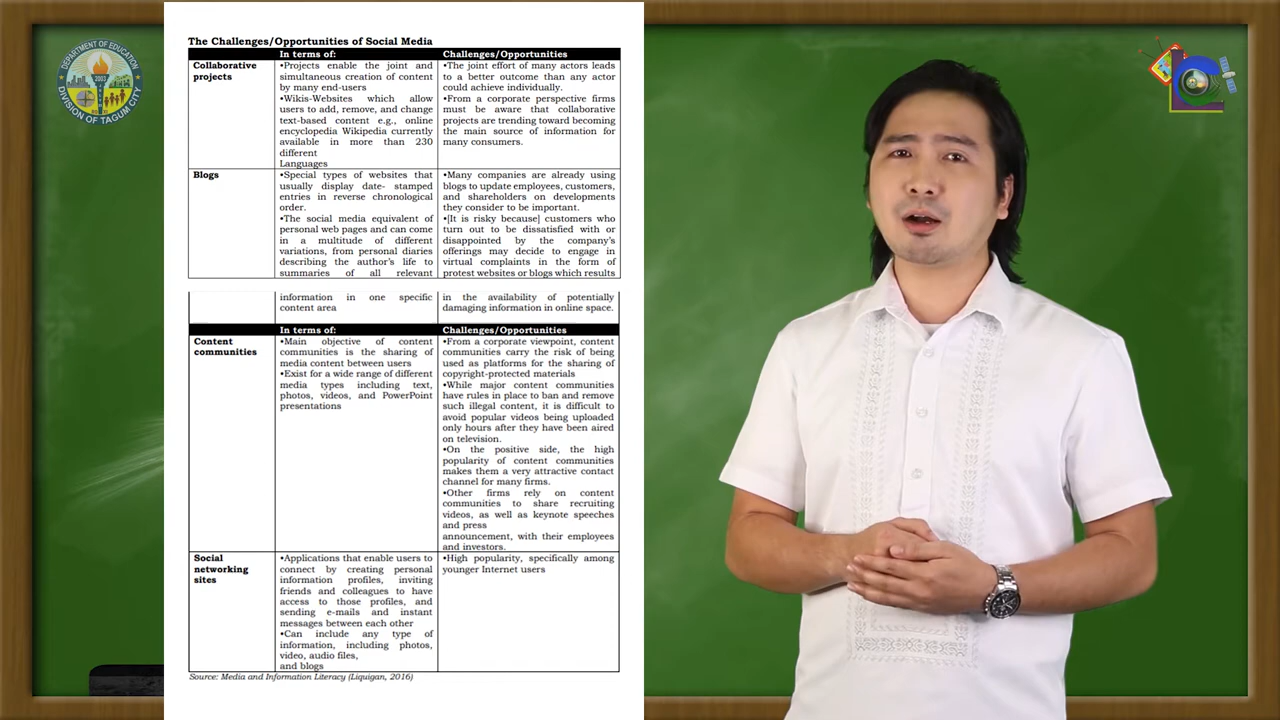 DEPARTMENT OF EDUCATION
DIVISION OF TAGUM CITY
The Challenges/Opportunities of Social Media
In terms of:
Challenges/Opportunities
Collaborative
projects
•Projects enable the joint and
simultaneous creation of content
by many end-users
•Wikis-Websites which allow
users to add, remove, and change
text-based content e.g., online
encyclopedia Wikipedia currently
available in more than 230
different
Languages
•The joint effort of many actors leads
to a better outcome than any actor
could achieve individually.
•From a corporate perspective firms
must be aware that collaborative
projects are trending toward becoming
the main source of information for
many consumers.
Blogs
•Special types of websites that
usually display date- stamped
entries in reverse chronological
order.
•The social media equivalent of
personal web pages and can come
in a multitude of different
variations, from personal diaries
describing the author's life to
summaries of all relevant
•Many companies are already using
blogs to update employees, customers,
and shareholders on developments
they consider to be important.
•[It is risky because] customers who
turn out to be dissatisfied with or
disappointed by the company's
offerings may decide to engage in
virtual complaints in the form of
protest websites or blogs which results
information in one specific
content area
in the availability of potentially
damaging information in online space.
In terms of:
Challenges/Opportunities
Content
communities
•Main objective of content
communities is the sharing of
media content between users
•Exist for a wide range of different
media types including text,
photos, videos, and PowerPoint
presentations
•From a corporate viewpoint, content
communities carry the risk of being
used as platforms for the sharing of
copyright-protected materials
•While major content communities
have rules in place to ban and remove
such illegal content, it is difficult to
avoid popular videos being uploaded
only hours after they have been aired
on television.
•On the positive side, the high
popularity of content communities
makes them a very attractive contact
channel for many firms.
•Other firms rely on content
communities to share recruiting
videos, as well as keynote speeches
and press
announcement, with their employees
and investors.
Social
networking
sites
•Applications that enable users to
connect by creating personal
information profiles, inviting
friends and colleagues to have
access to those profiles, and
sending e-mails and instant
messages between each other
•Can include any type of
information, including photos,
video, audio files,
and blogs
•High popularity, specifically among
younger Internet users
Source: Media and Information Literacy (Liquigan, 2016)